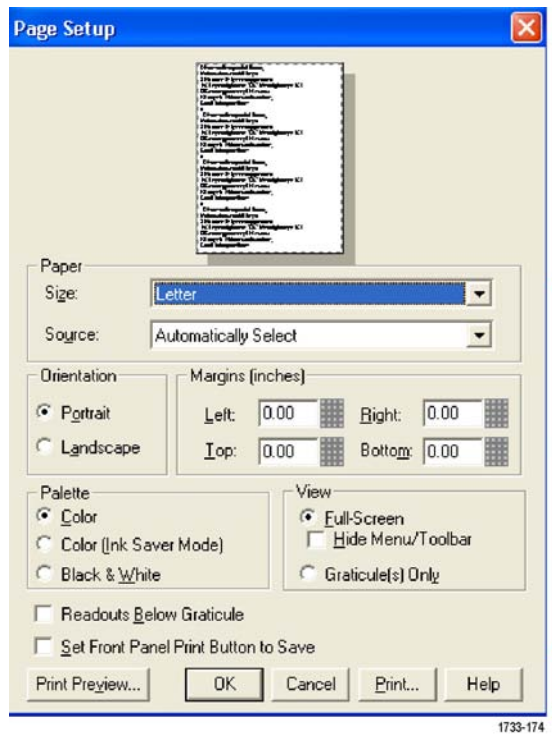 Page Setup
Paper
Size: Letter
Source: Automatically Select
Orientation
Portrait
Landscape
Margins (inches)
Left: 0.00 Right: 0.00
Top: 0.00 Bottom: 0.00
Palette
Color
Color (Ink Saver Mode)
Black & White
View
Full-Screen
Hide Menu/Toolbar
Graticule(s) Only
Readouts Below Graticule
Set Front Panel Print Button to Save
Print Preview... OK Cancel Print... Help
1733-174